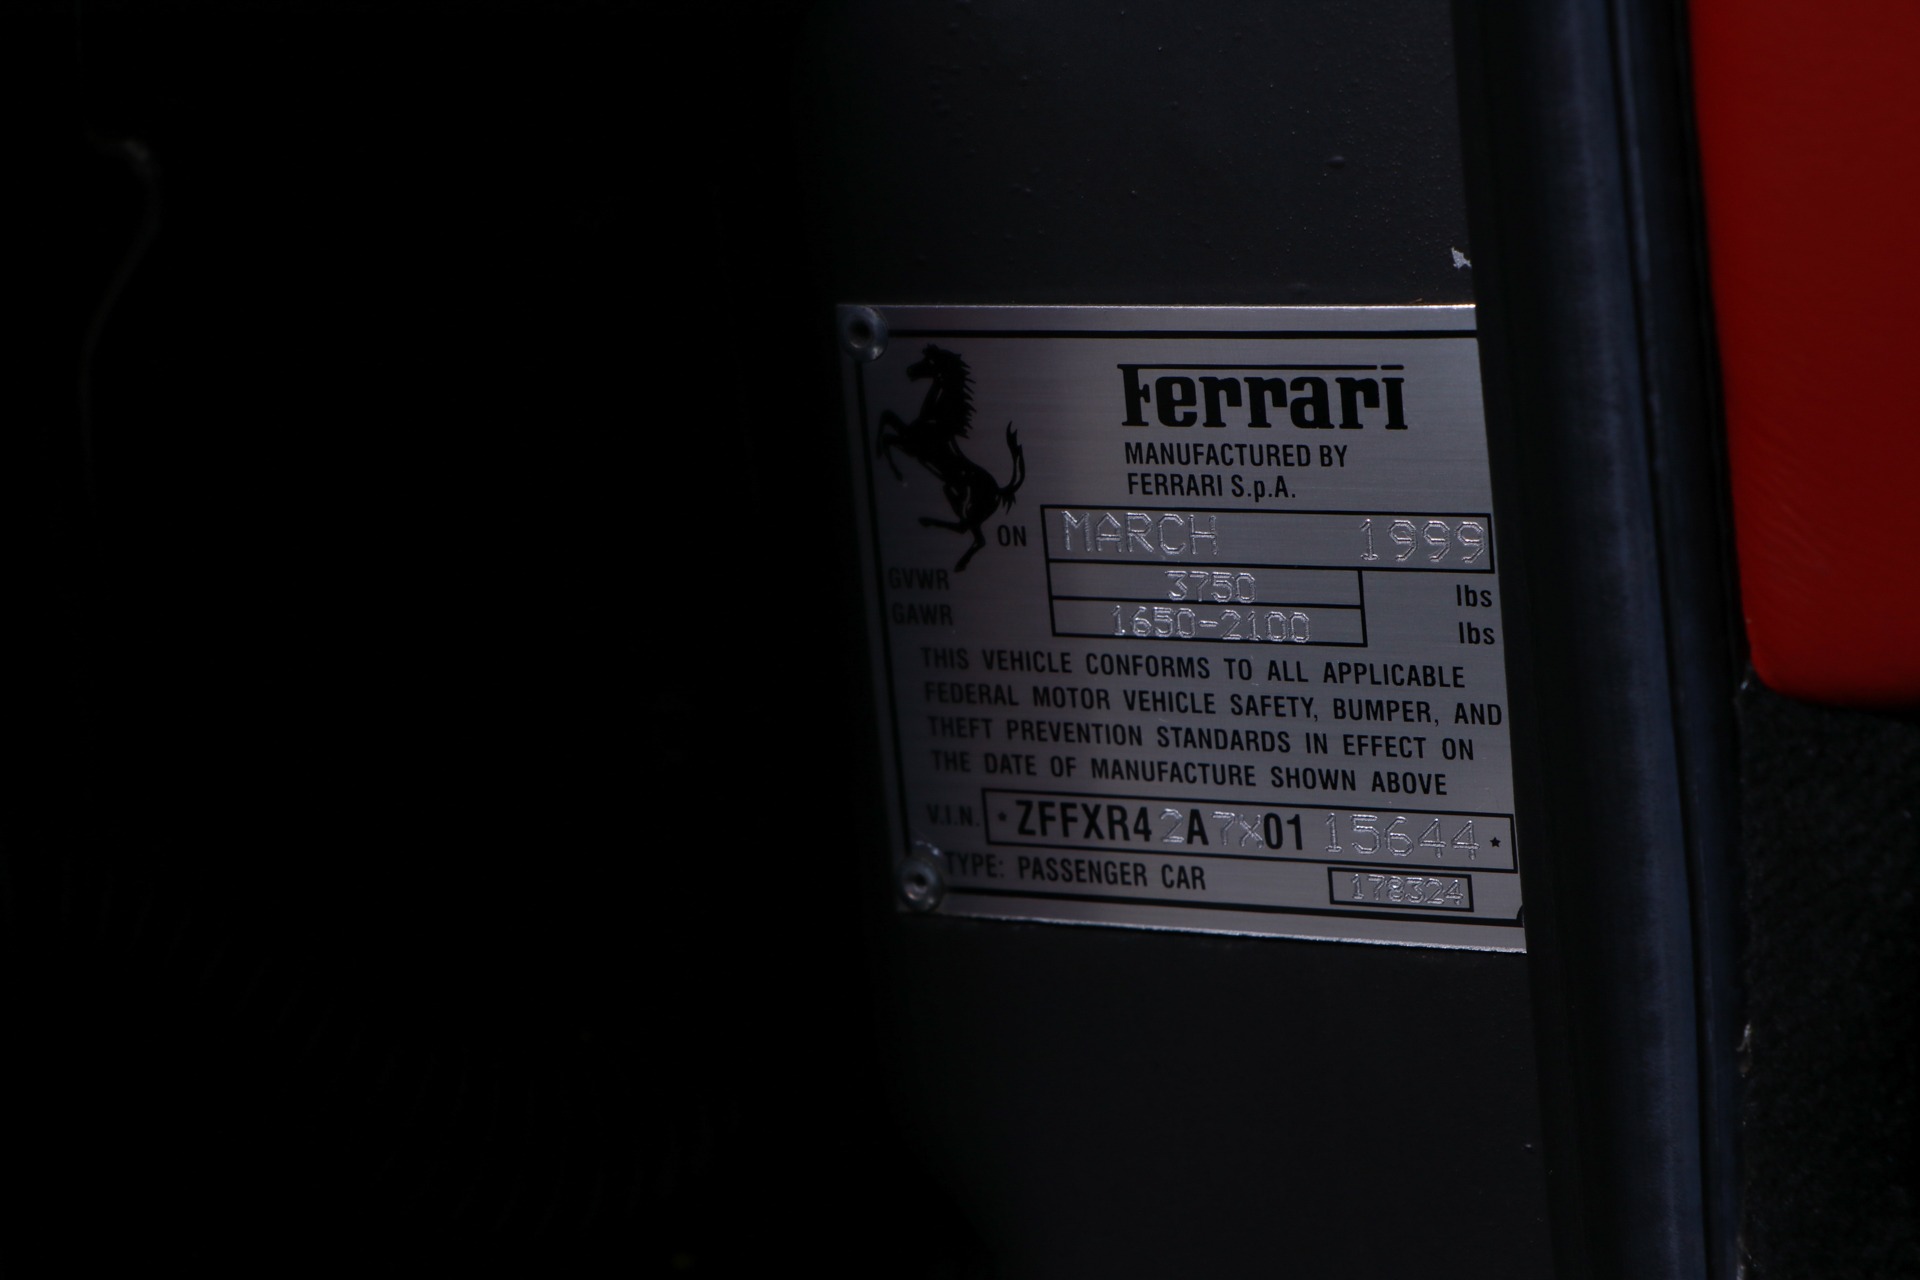 Ferrari
MANUFACTURED BY
FERRARI S.p.A.
ON MARCH 1999
GVWR 3750 lbs
GAWR 1650-2100 lbs
THIS VEHICLE CONFORMS TO ALL APPLICABLE
FEDERAL MOTOR VEHICLE SAFETY, BUMPER, AND
THEFT PREVENTION STANDARDS IN EFFECT ON
THE DATE OF MANUFACTURE SHOWN ABOVE
V.I.N. *ZFFXR42A7X0115644*
TYPE: PASSENGER CAR 178324